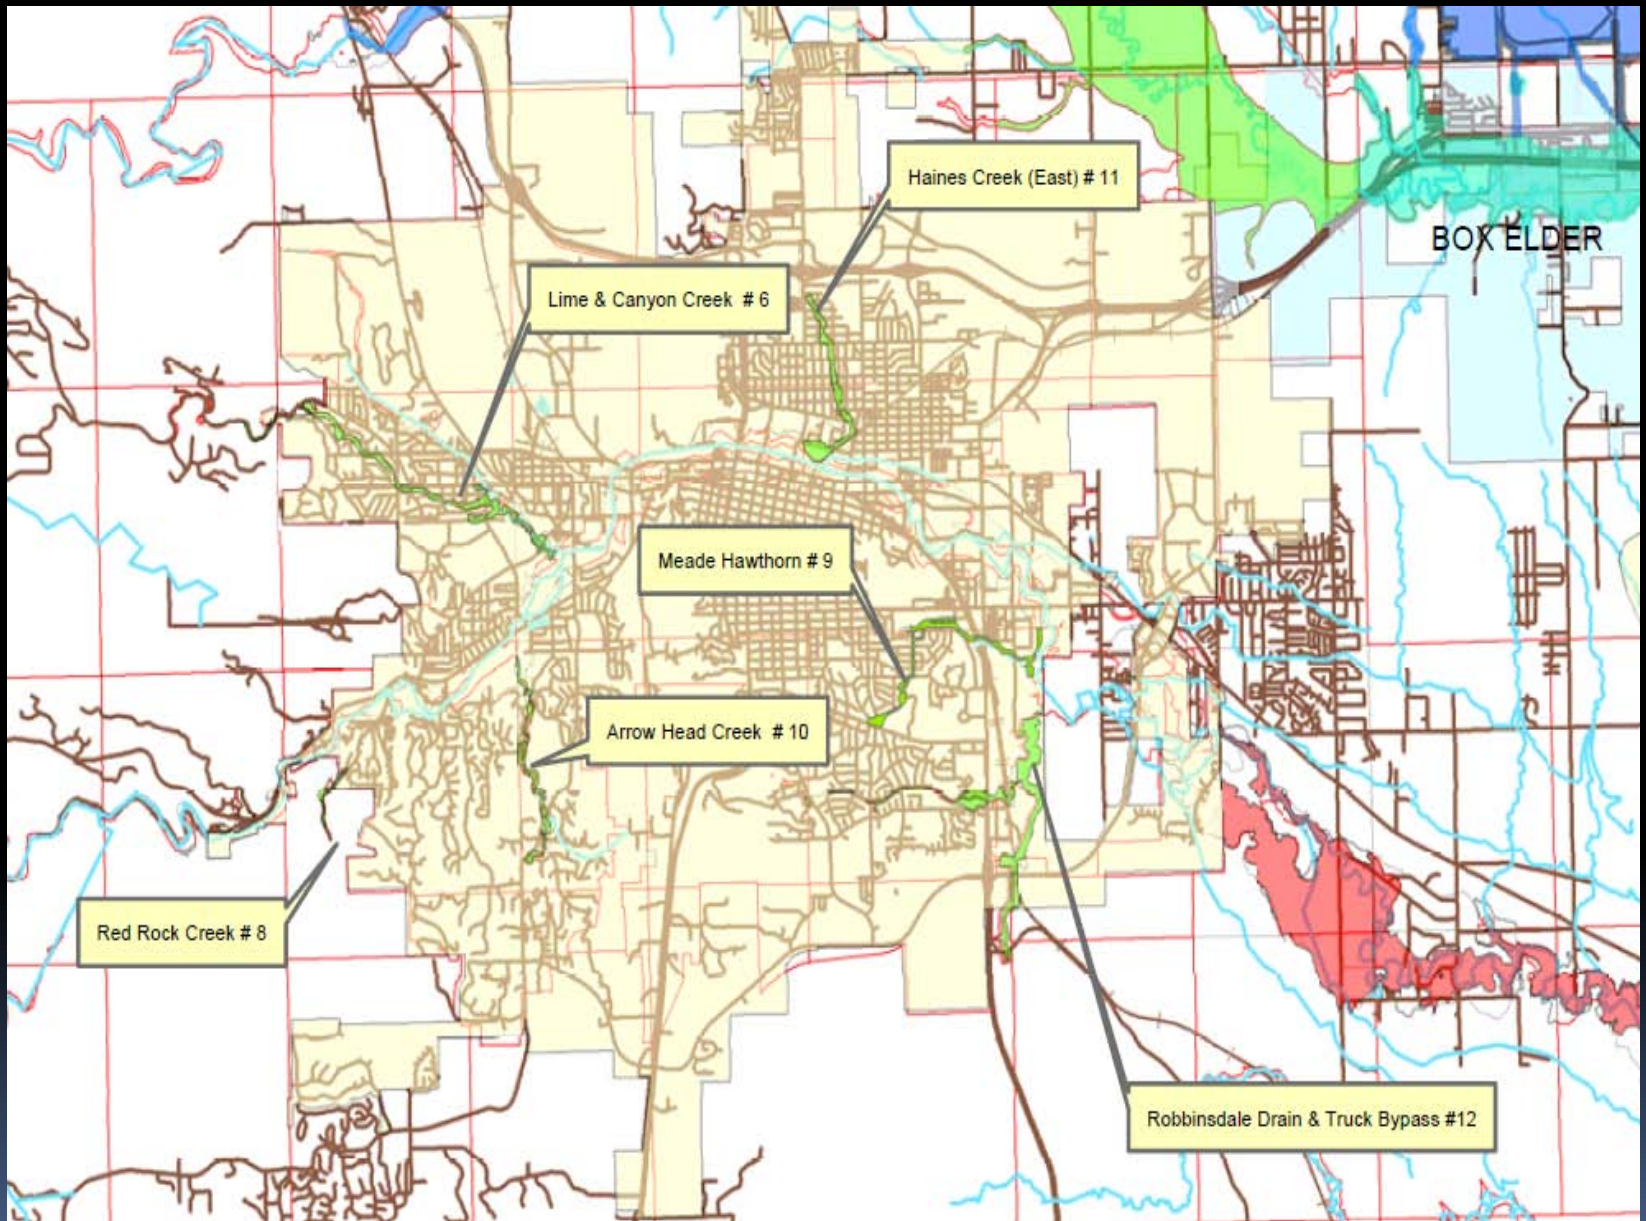 Haines Creek (East) # 11
BOX ELDER
Lime & Canyon Creek # 6
Meade Hawthorn # 9
Arrow Head Creek # 10
Red Rock Creek # 8
Robbinsdale Drain & Truck Bypass #12